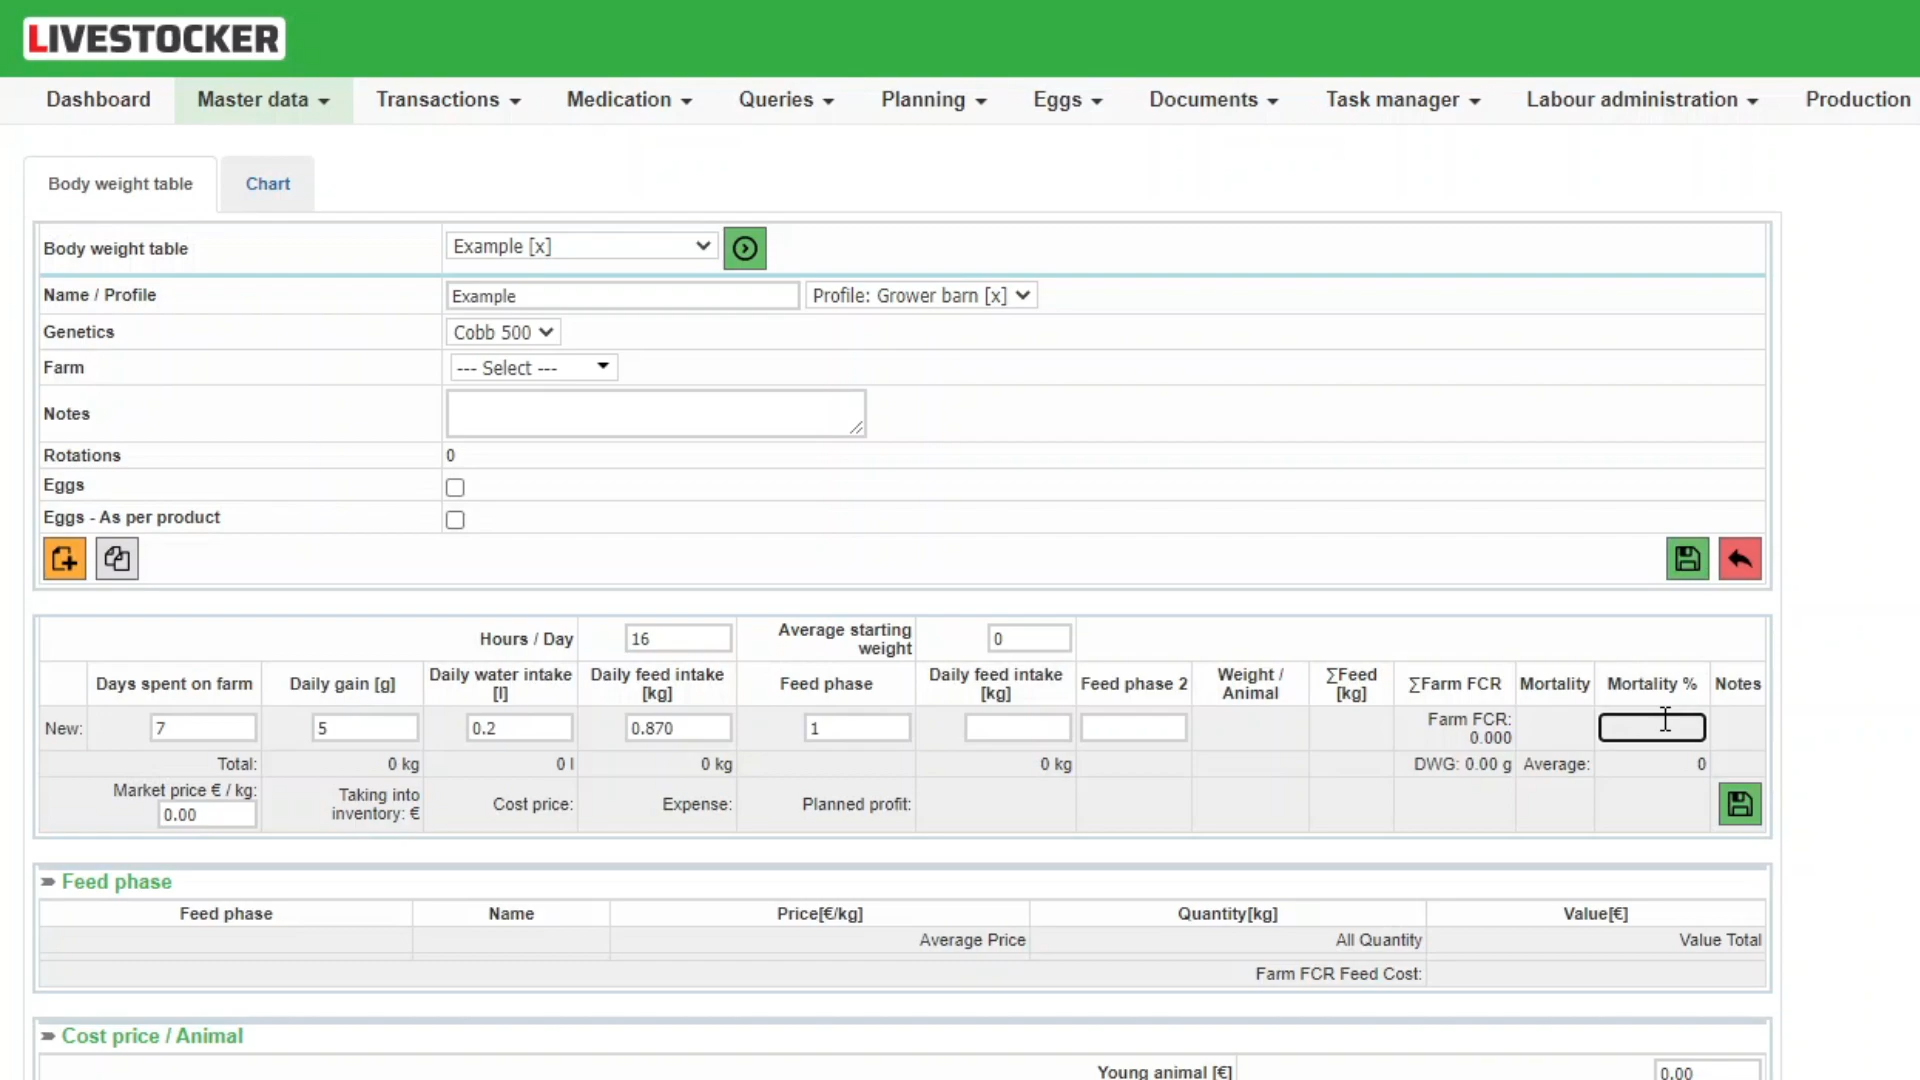 LIVESTOCKER
Dashboard Master data Transactions Medication Queries Planning Eggs Documents Task manager Labour administration Production
Body weight table Chart
Body weight table Example [x]
Name / Profile Example Profile: Grower barn [x]
Genetics Cobb 500
Farm --- Select ---
Notes
Rotations 0
Eggs
Eggs - As per product
Hours / Day 16 Average starting weight 0
Days spent on farm Daily gain [g] Daily water intake [l] Daily feed intake [kg] Feed phase Daily feed intake [kg] Feed phase 2 Weight / Animal ∑Feed [kg] ∑Farm FCR Mortality Mortality % Notes
New: 7 5 0.2 0.870 1 Farm FCR: 0.000
Total: 0 kg 0 l 0 kg 0 kg DWG: 0.00 g Average: 0
Market price € / kg: 0.00 Taking into inventory: € Cost price: Expense: Planned profit:
Feed phase
Feed phase Name Price[€/kg] Quantity[kg] Value[€]
Average Price All Quantity Value Total
Farm FCR Feed Cost:
Cost price / Animal
Young animal [€] 0.00